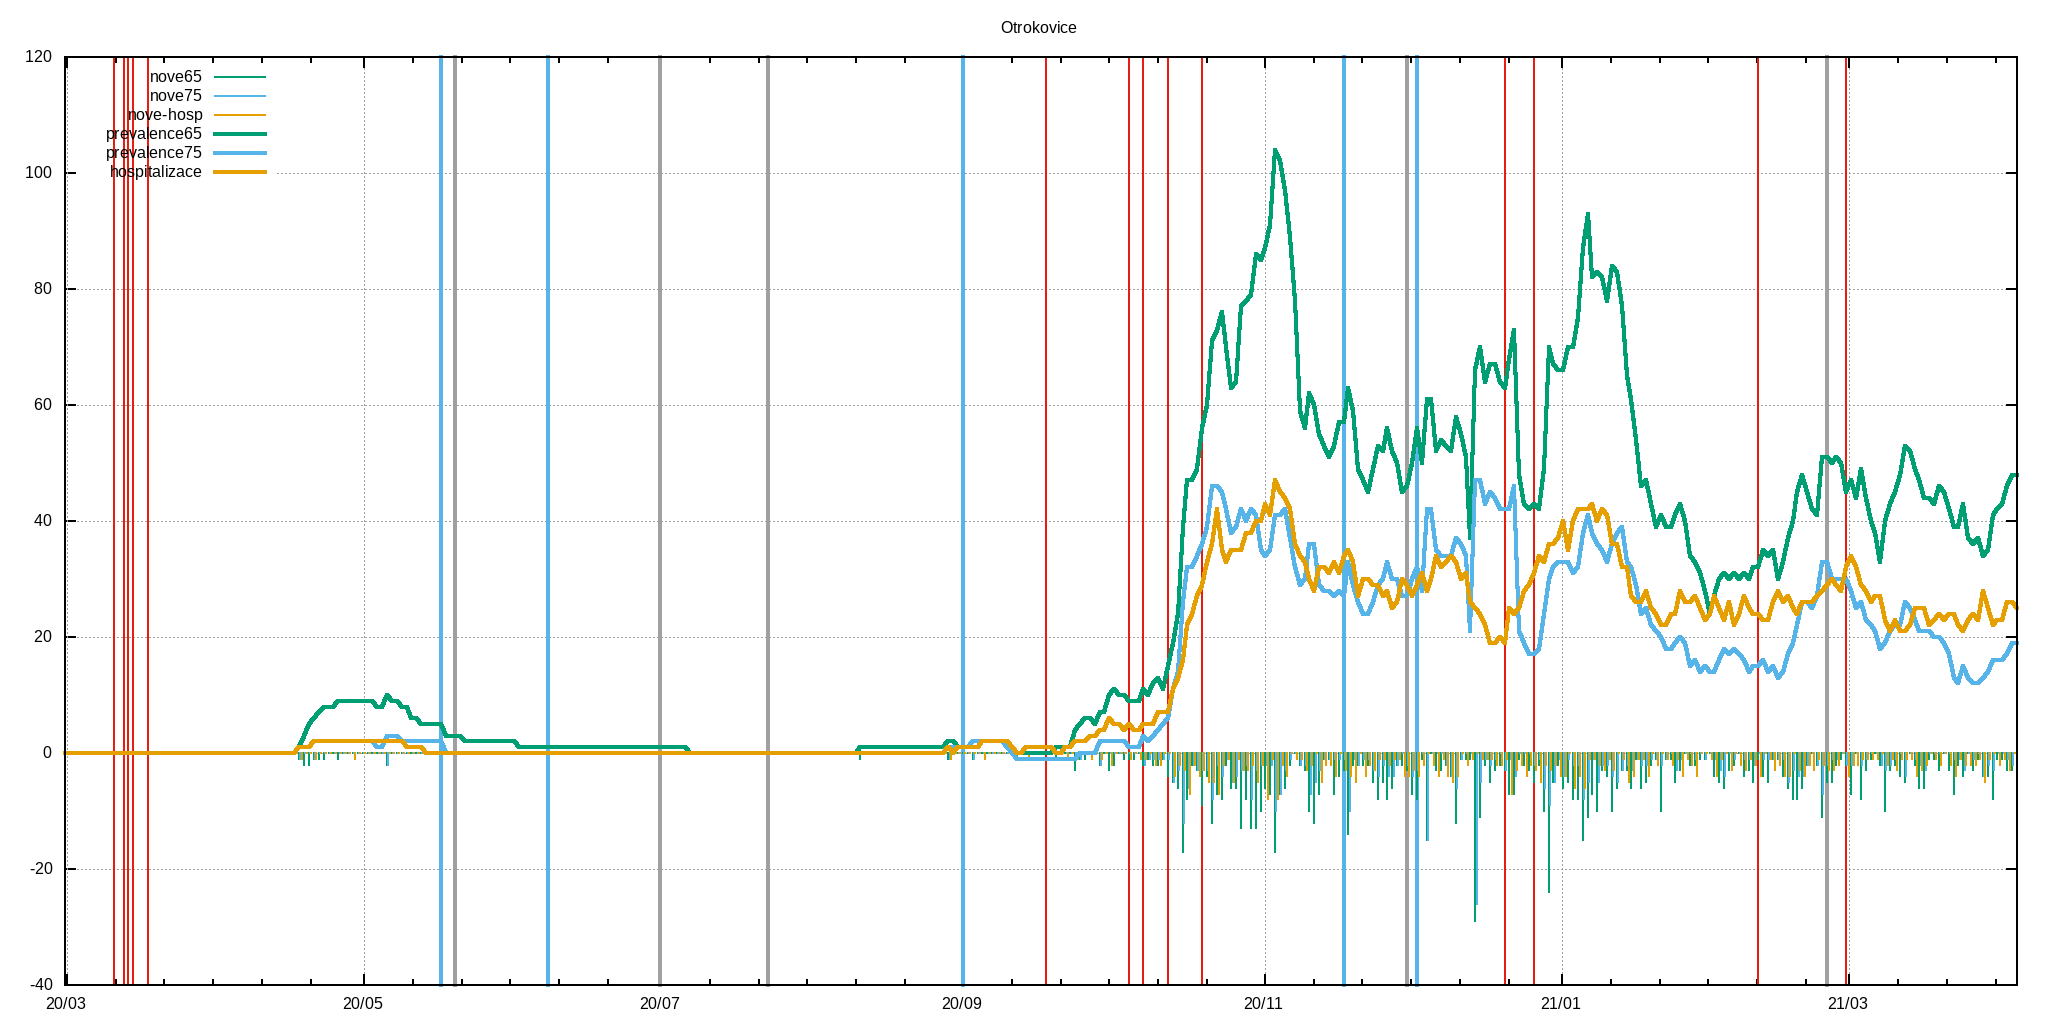 Otrokovice
120
100
80
60
40
20
0
-20
-40
nove65
nove75
nove-hosp
prevalence65
prevalence75
hospitalizace
20/03 20/05 20/07 20/09 20/11 21/01 21/03